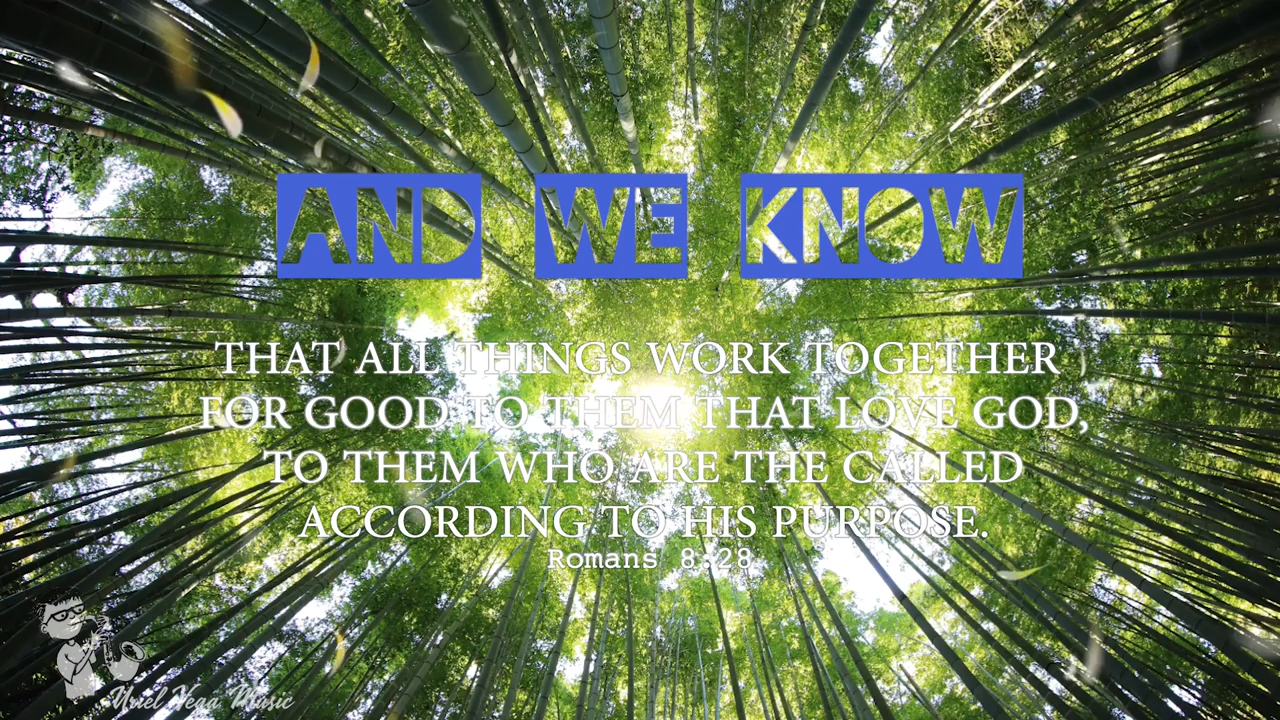 AND WE KNOW
THAT ALL THINGS WORK TOGETHER
FOR GOOD TO THEM THAT LOVE GOD,
TO THEM WHO ARE THE CALLED
ACCORDING TO HIS PURPOSE.
Romans 8:28
Uriel Vega Music